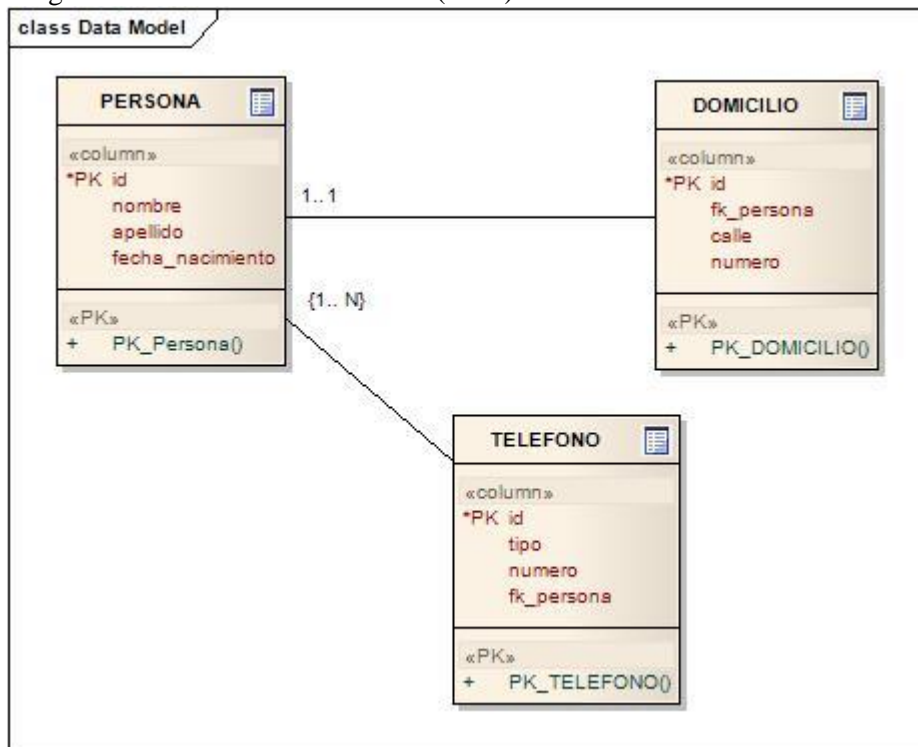 class Data Model
PERSONA
«column»
*PK id
nombre
apellido
fecha_nacimiento
«PK»
+ PK_Persona()
1..1
{1.. N}
DOMICILIO
«column»
*PK id
fk_persona
calle
numero
«PK»
+ PK_DOMICILIO()
TELEFONO
«column»
*PK id
tipo
numero
fk_persona
«PK»
+ PK_TELEFONO()